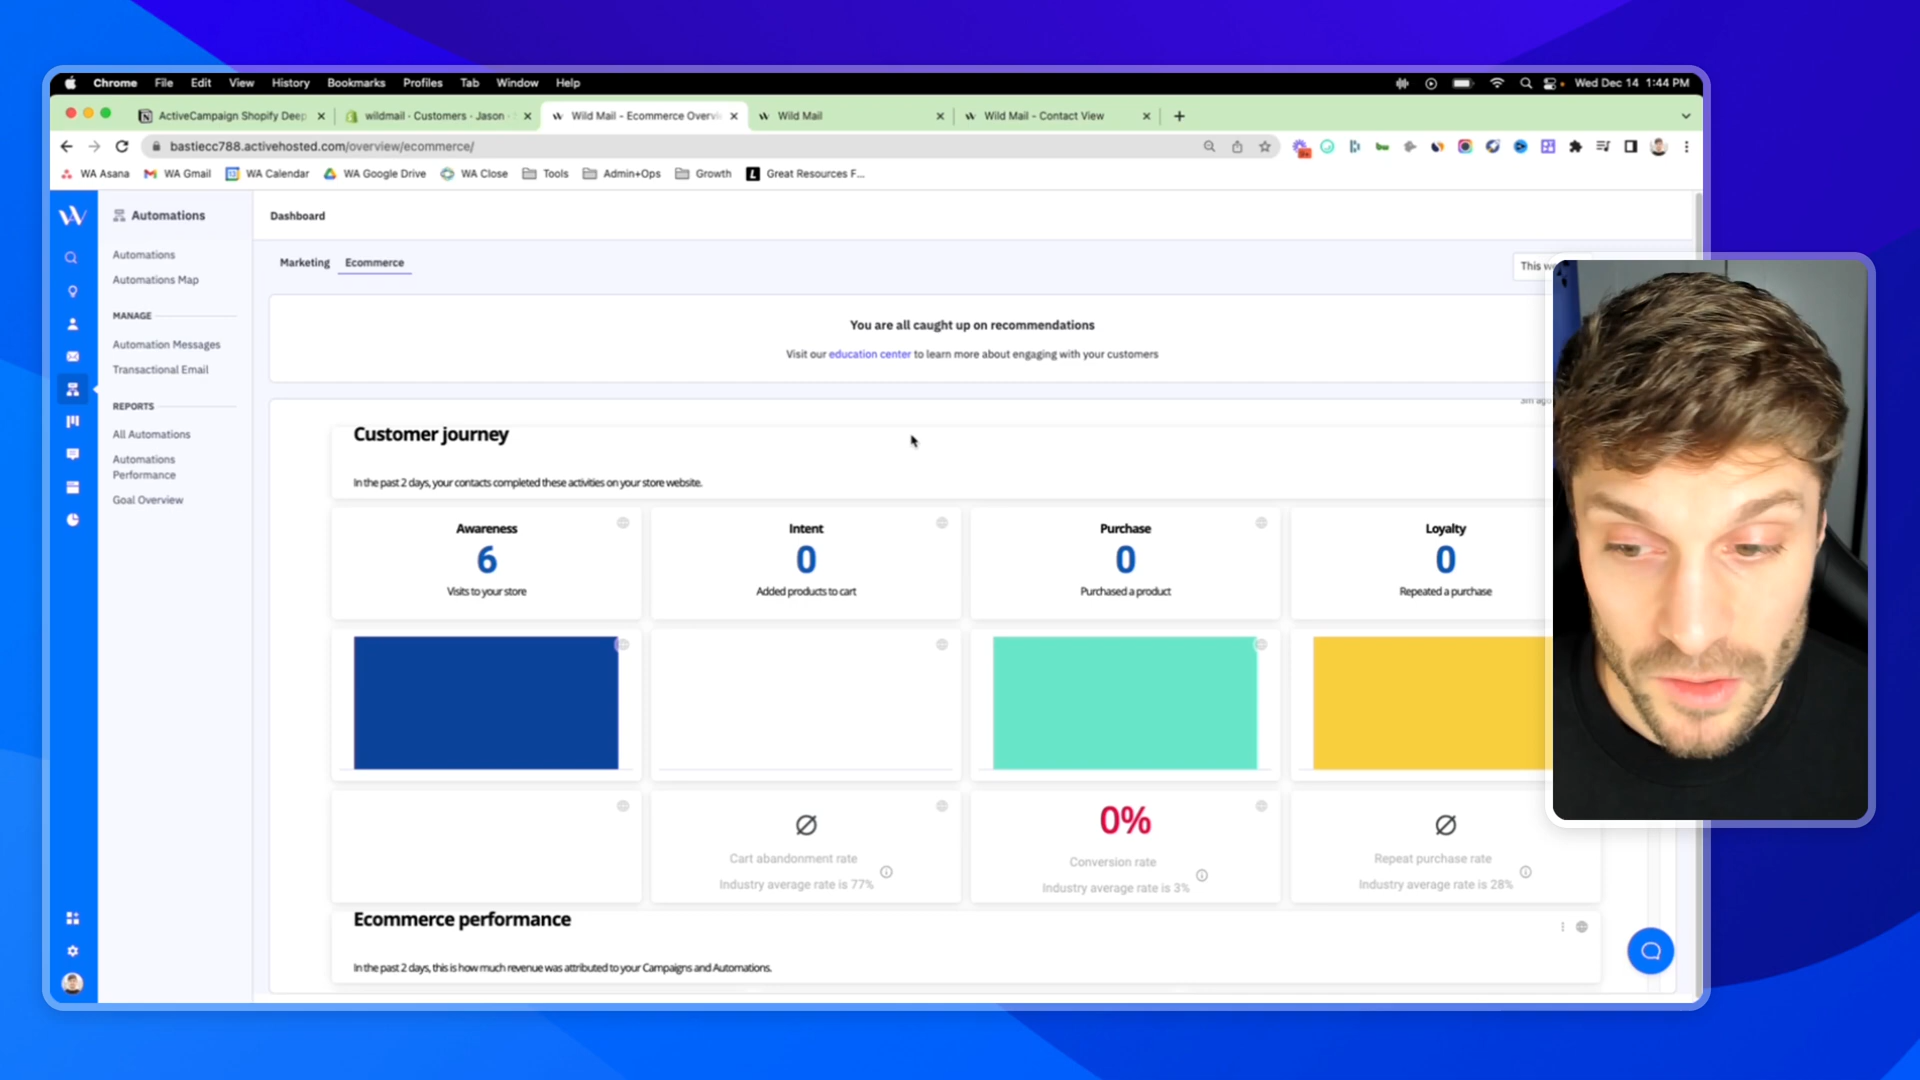 Chrome File Edit View History Bookmarks Profiles Tab Window Help Wed Dec 14 1:44 PM
ActiveCampaign Shopify Deep wildmail · Customers · Jason · Wild Mail - Ecommerce Overvi Wild Mail Wild Mail - Contact View
bastiecc788.activehosted.com/overview/ecommerce/
WA Asana WA Gmail WA Calendar WA Google Drive WA Close Tools Admin+Ops Growth Great Resources F...
Automations
Dashboard
Automations
Automations Map
MANAGE
Automation Messages
Transactional Email
REPORTS
All Automations
Automations
Performance
Goal Overview
Marketing Ecommerce
This
You are all caught up on recommendations
Visit our education center to learn more about engaging with your customers
Customer journey
In the past 2 days, your contacts completed these activities on your store website.
Awareness
6
Visits to your store
Intent
0
Added products to cart
Purchase
0
Purchased a product
Loyalty
0
Repeated a purchase
Cart abandonment rate
Industry average rate is 77%
0%
Conversion rate
Industry average rate is 3%
Repeat purchase rate
Industry average rate is 28%
Ecommerce performance
In the past 2 days, this is how much revenue was attributed to your Campaigns and Automations.